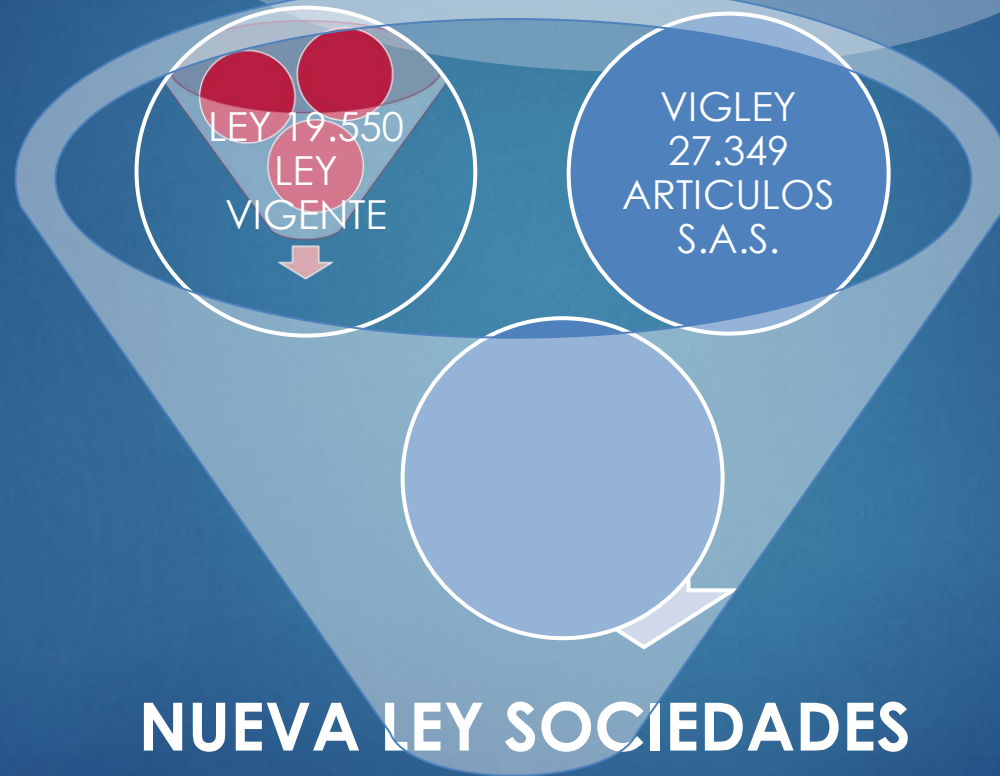 LEY 19.550
LEY
VIGENTE
VIGLEY
27.349
ARTICULOS
S.A.S.
NUEVA LEY SOCIEDADES